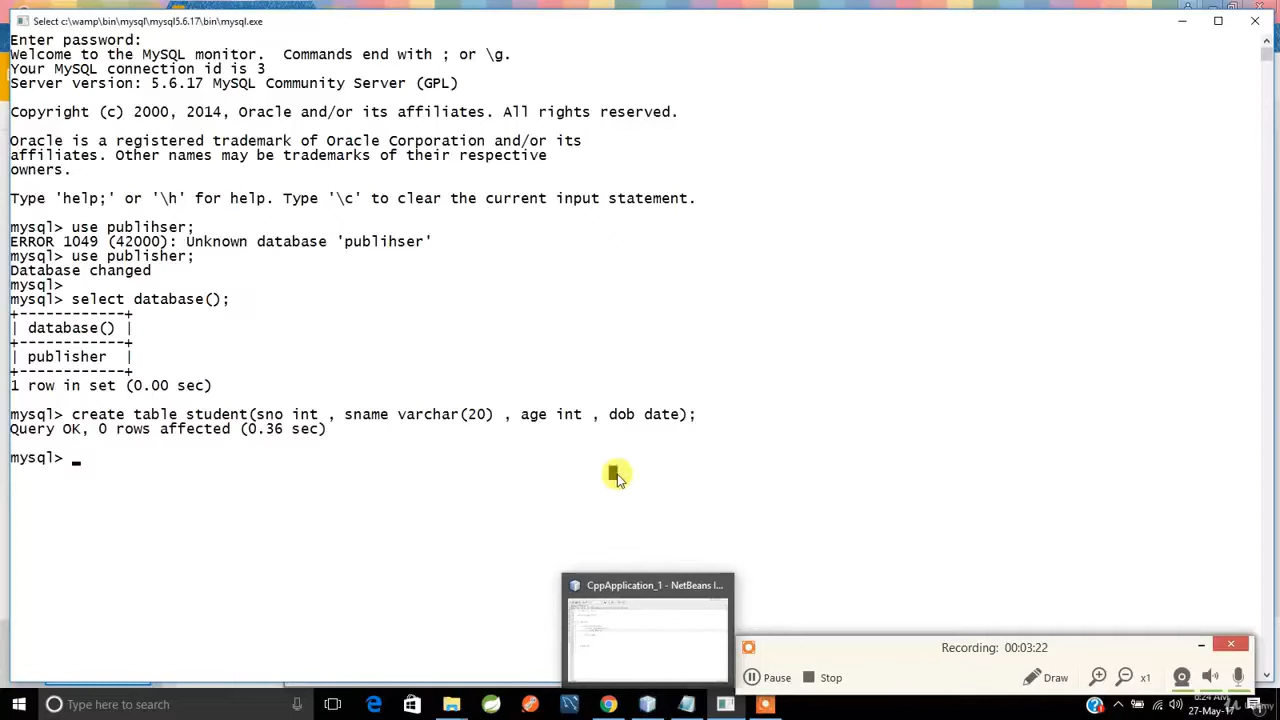 Select c:\wamp\bin\mysql\mysql5.6.17\bin\mysql.exe
Enter password:
Welcome to the MySQL monitor.  Commands end with ; or \g.
Your MySQL connection id is 3
Server version: 5.6.17 MySQL Community Server (GPL)
Copyright (c) 2000, 2014, Oracle and/or its affiliates. All rights reserved.
Oracle is a registered trademark of Oracle Corporation and/or its
affiliates. Other names may be trademarks of their respective
owners.
Type 'help;' or '\h' for help. Type '\c' to clear the current input statement.
mysql> use publihser;
ERROR 1049 (42000): Unknown database 'publihser'
mysql> use publisher;
Database changed
mysql>
mysql> select database();
+------------+
| database() |
+------------+
| publisher  |
+------------+
1 row in set (0.00 sec)
mysql> create table student(sno int , sname varchar(20) , age int , dob date);
Query OK, 0 rows affected (0.36 sec)
mysql>
CppApplication_1 - NetBeans I...
Recording: 00:03:22
Pause
Stop
Draw
x1
Type here to search
6:24 AM
27-May-17